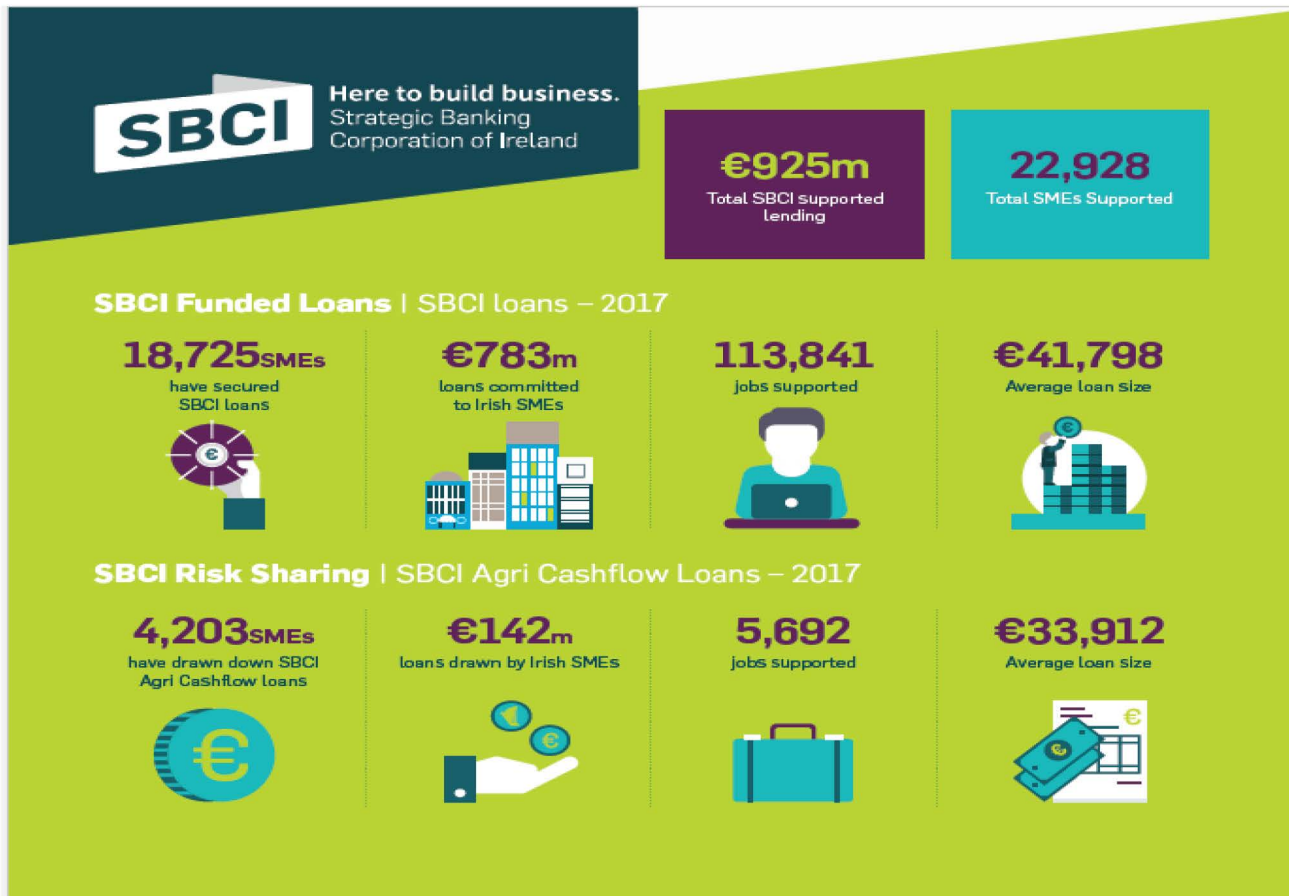 SBCI
Here to build business.
Strategic Banking
Corporation of Ireland
€925m
Total SBCI supported
lending
22,928
Total SMEs Supported
SBCI Funded Loans | SBCI loans – 2017
18,725SMEs
have secured
SBCI loans
€783m
loans committed
to Irish SMEs
113,841
jobs supported
€41,798
Average loan size
€
€
SBCI Risk Sharing | SBCI Agri Cashflow Loans – 2017
4,203SMEs
have drawn down SBCI
Agri Cashflow loans
€142m
loans drawn by Irish SMEs
5,692
jobs supported
€33,912
Average loan size
€
€
€
€